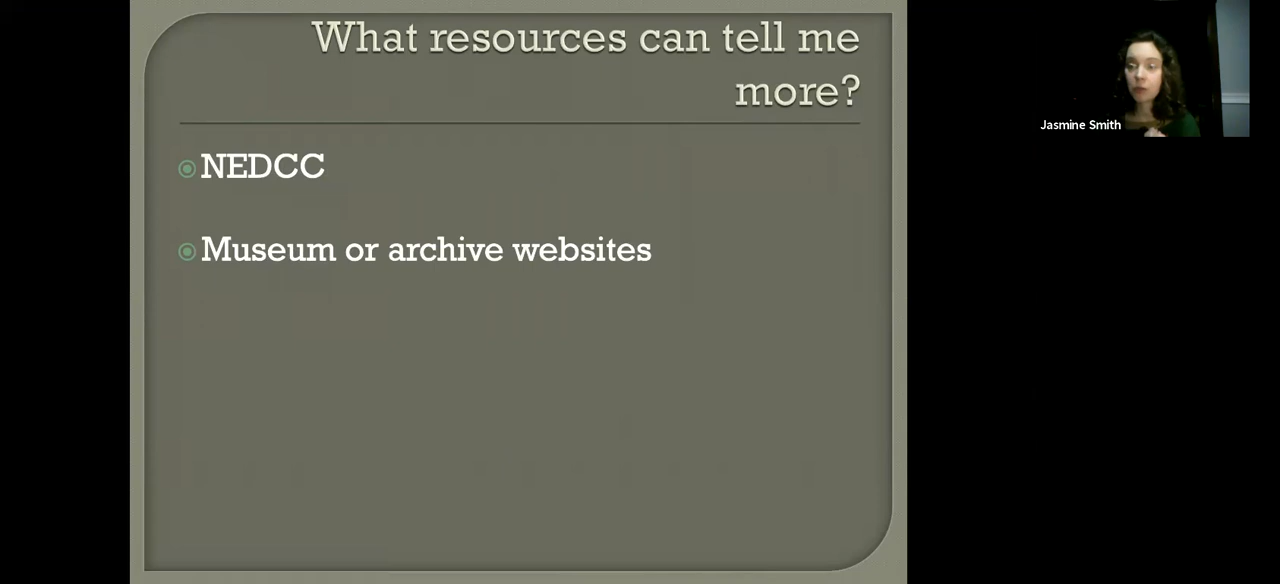 What resources can tell me
more?
NEDCC
Museum or archive websites
Jasmine Smith